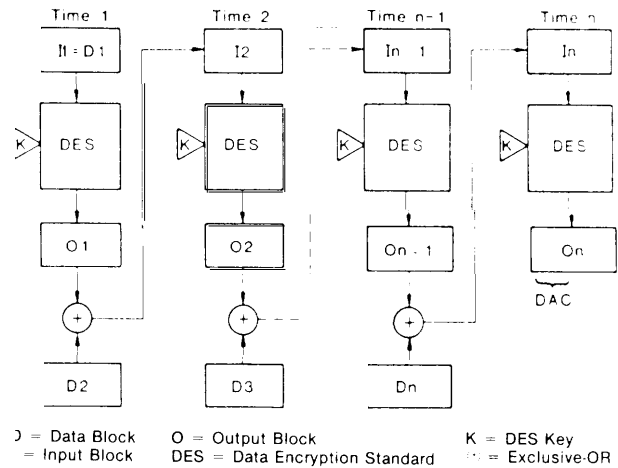 Time 1 Time 2 Time n-1 Time n
I1 = D1 I2 In - 1 In
K DES K DES K DES K DES
O1 O2 On - 1 On
+ + + DAC
D2 D3 Dn
= Data Block O = Output Block K = DES Key
= Input Block DES = Data Encryption Standard = Exclusive-OR